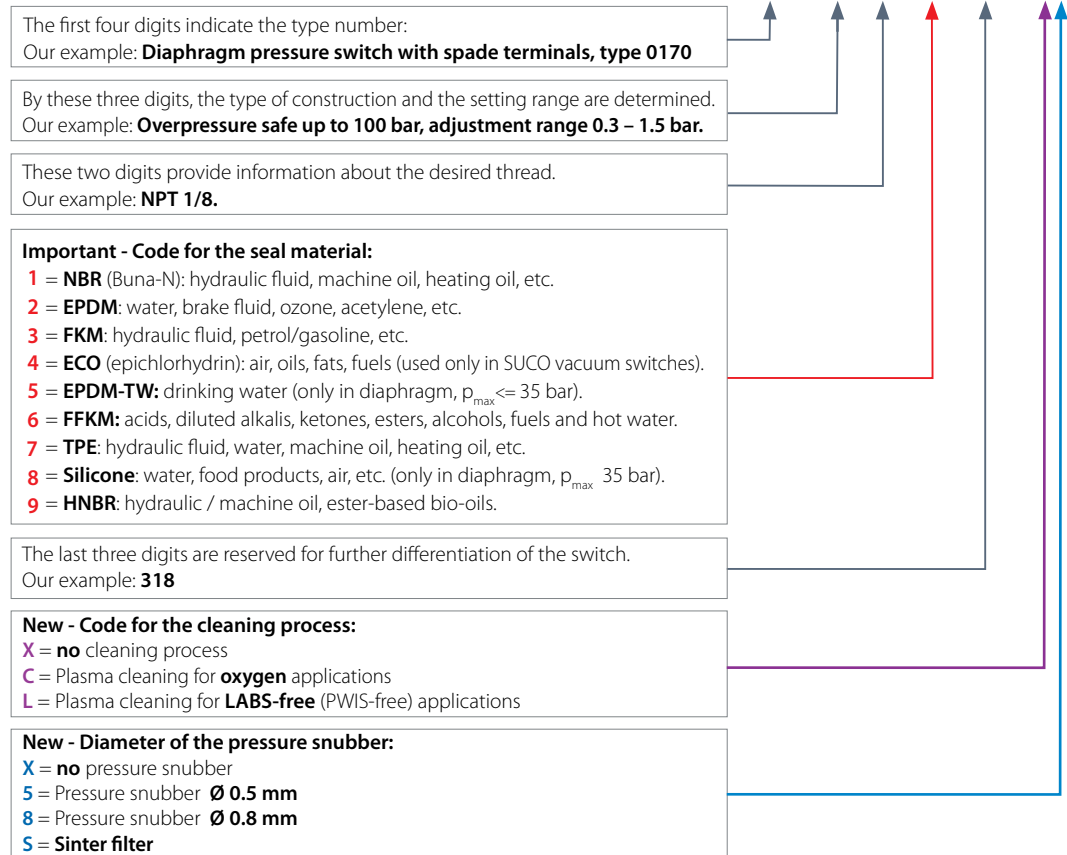 The first four digits indicate the type number:
Our example: Diaphragm pressure switch with spade terminals, type 0170
By these three digits, the type of construction and the setting range are determined.
Our example: Overpressure safe up to 100 bar, adjustment range 0.3 – 1.5 bar.
These two digits provide information about the desired thread.
Our example: NPT 1/8.
Important - Code for the seal material:
1 = NBR (Buna-N): hydraulic fluid, machine oil, heating oil, etc.
2 = EPDM: water, brake fluid, ozone, acetylene, etc.
3 = FKM: hydraulic fluid, petrol/gasoline, etc.
4 = ECO (epichlorhydrin): air, oils, fats, fuels (used only in SUCO vacuum switches).
5 = EPDM-TW: drinking water (only in diaphragm, pmax<= 35 bar).
6 = FFKM: acids, diluted alkalis, ketones, esters, alcohols, fuels and hot water.
7 = TPE: hydraulic fluid, water, machine oil, heating oil, etc.
8 = Silicone: water, food products, air, etc. (only in diaphragm, pmax 35 bar).
9 = HNBR: hydraulic / machine oil, ester-based bio-oils.
The last three digits are reserved for further differentiation of the switch.
Our example: 318
New - Code for the cleaning process:
X = no cleaning process
C = Plasma cleaning for oxygen applications
L = Plasma cleaning for LABS-free (PWIS-free) applications
New - Diameter of the pressure snubber:
X = no pressure snubber
5 = Pressure snubber Ø 0.5 mm
8 = Pressure snubber Ø 0.8 mm
S = Sinter filter